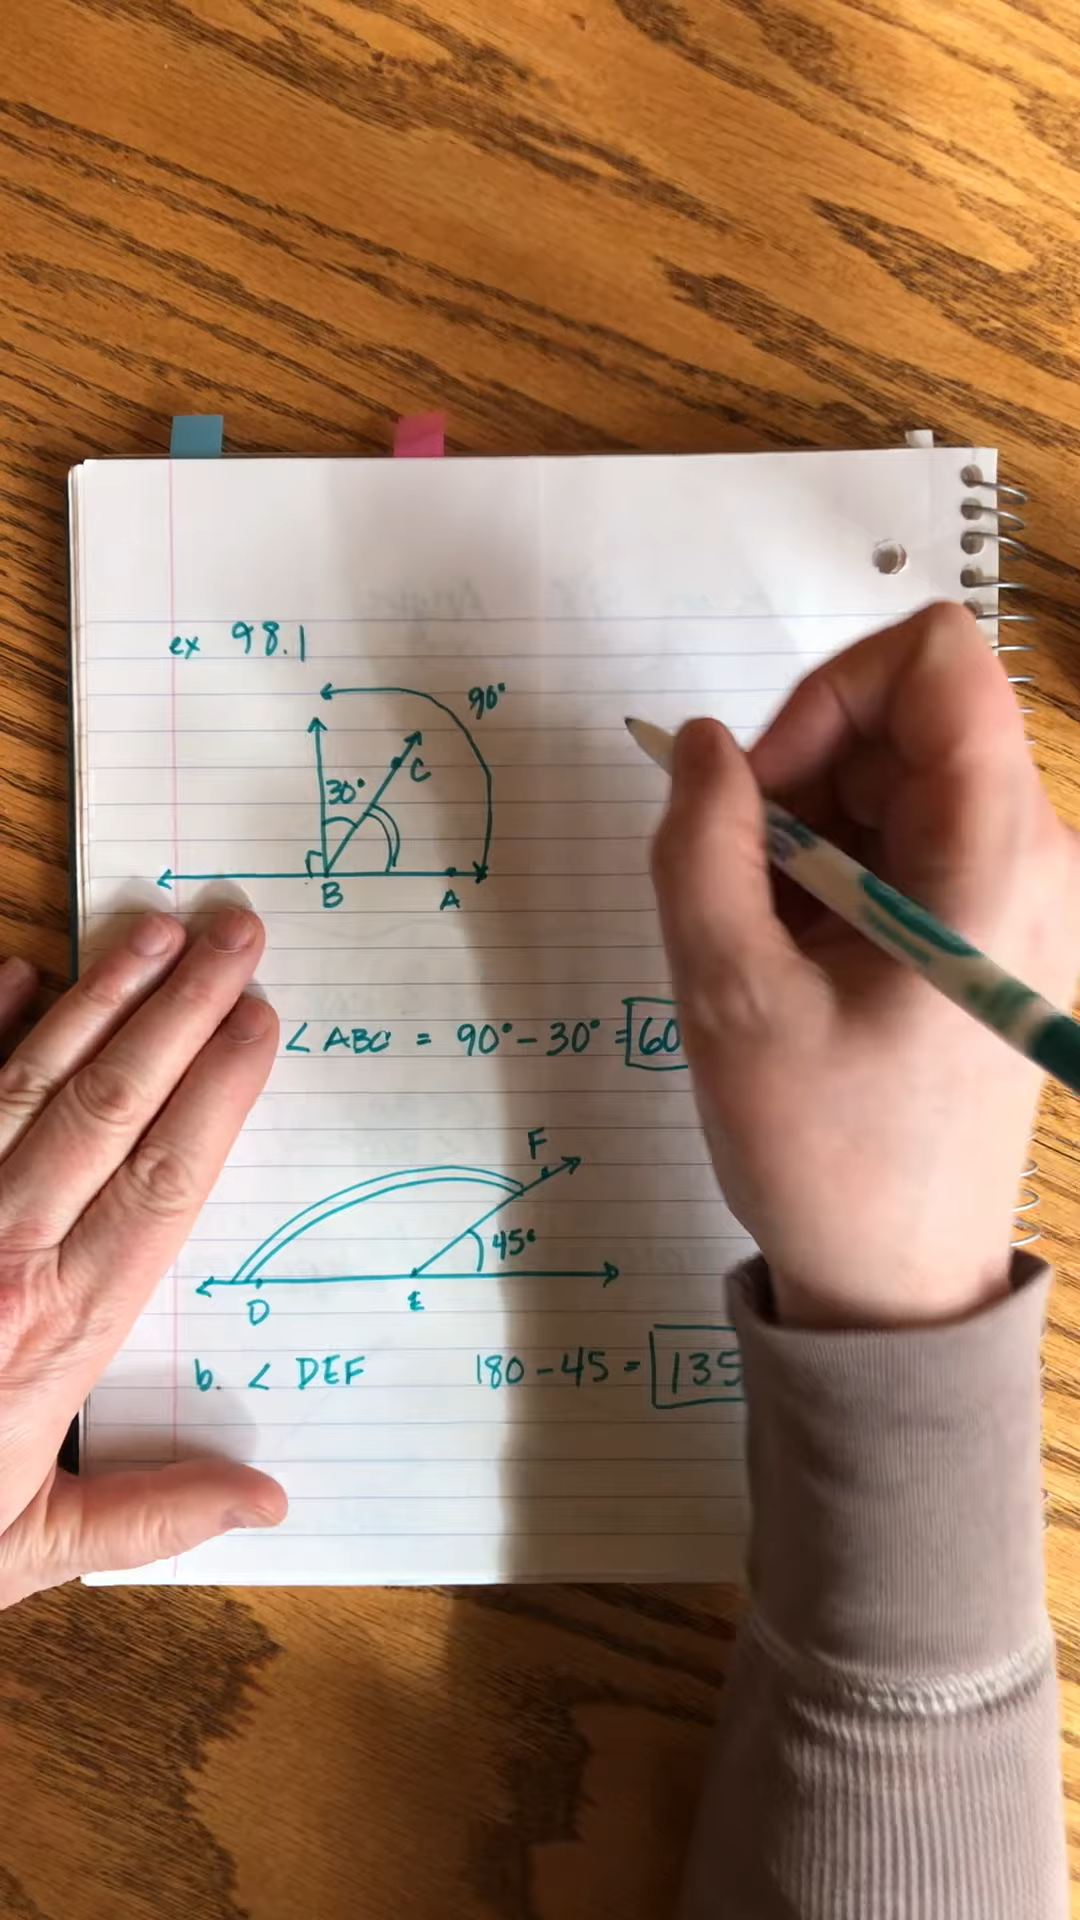 ex 98.1
90°
30°
C
B
A
∠ ABC = 90° - 30° = 60
F
45°
D
E
b. ∠ DEF 180 - 45 = 135